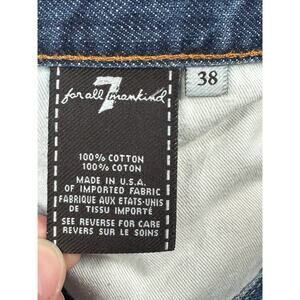 7
for all mankind
38
100% COTTON
100% COTON
MADE IN U.S.A.
OF IMPORTED FABRIC
FABRIQUE AUX ETATS-UNIS
DE TISSU IMPORTÉ
SEE REVERSE FOR CARE
REVERS SUR LE SOINS